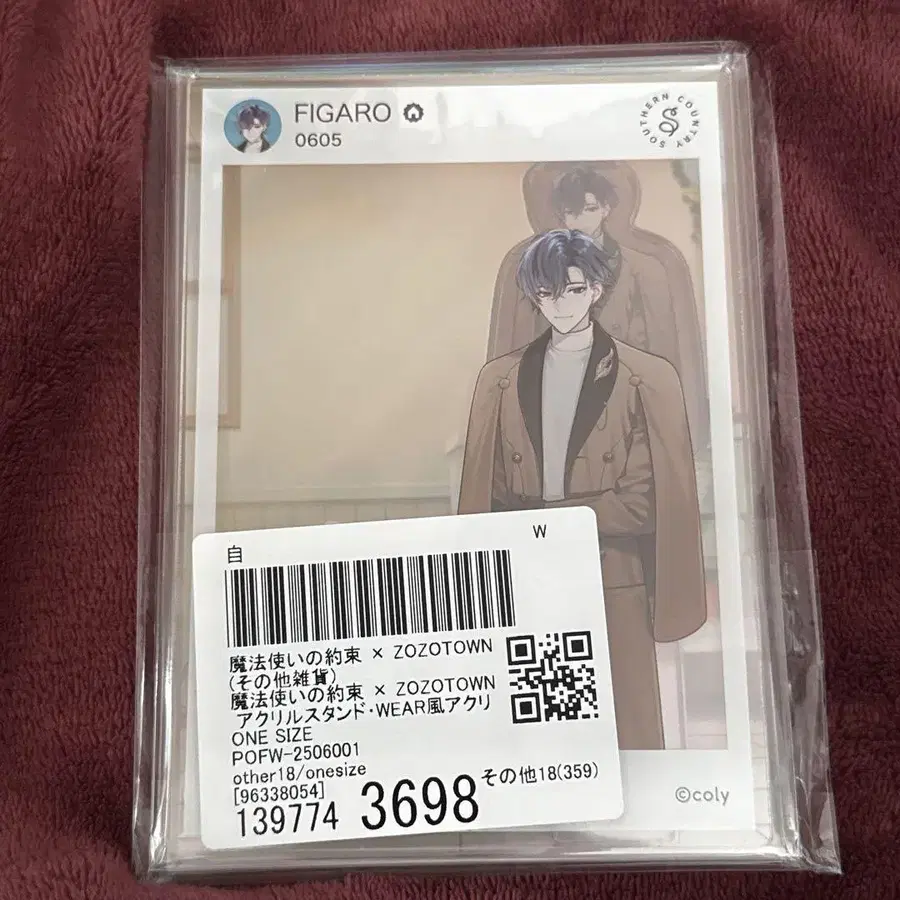 FIGARO
0605
SOUTHERN COUNTRY
自
W
魔法使いの約束 × ZOZOTOWN
(その他雑貨)
魔法使いの約束 × ZOZOTOWN
アクリルスタンド・WEAR風アクリ
ONE SIZE
POFW-2506001
other18/onesize
[96338054]
その他18(359)
139774 3698
©coly